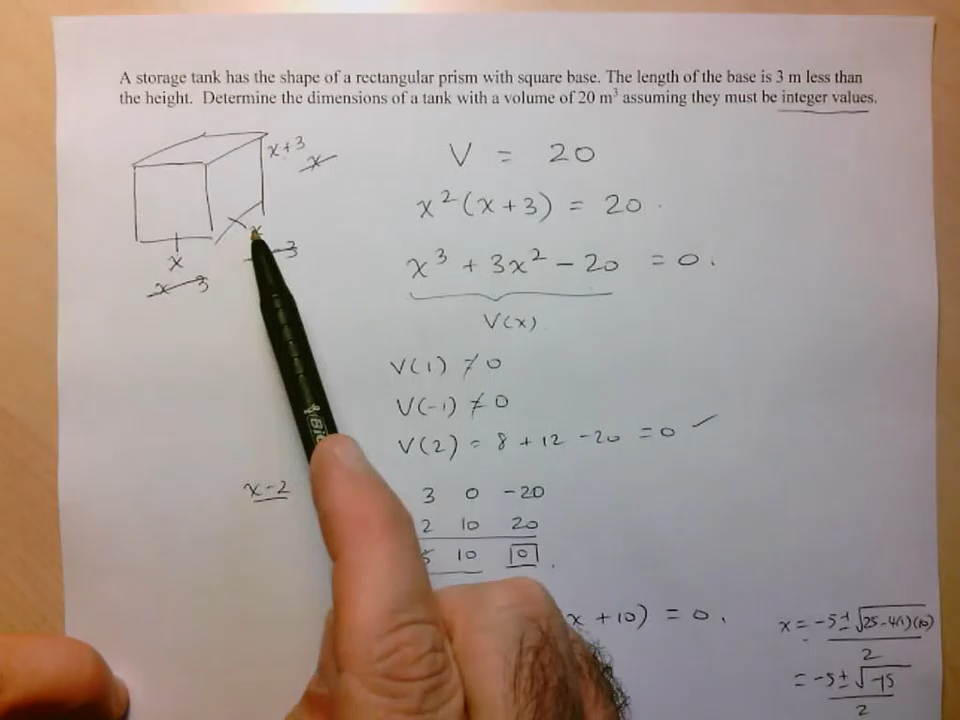 A storage tank has the shape of a rectangular prism with square base. The length of the base is 3 m less than
the height. Determine the dimensions of a tank with a volume of 20 m³ assuming they must be integer values.
x+3
x
x
x
x-3
V = 20
x²(x+3) = 20.
x³ + 3x² - 20 = 0.
V(x)
V(1) ≠ 0
V(-1) ≠ 0
V(2) = 8 + 12 - 20 = 0 ✓
x-2
3 0 -20
2 10 20
5 10 0
x + 10) = 0.
x = -5 ± √25-4(1)(10)
2
= -5 ± √-15
2